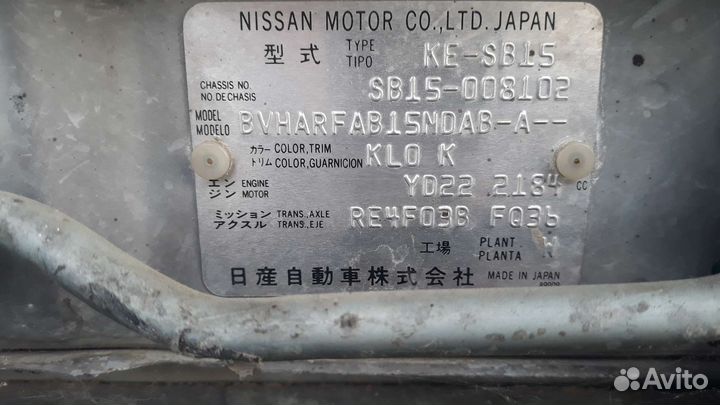 NISSAN MOTOR CO., LTD. JAPAN
型式 TYPE TIPO KE-SB15
CHASSIS NO. NO. DE CHASIS SB15-008102
MODEL MODELO BVHARFAB15MDAB-A--
カラー トリム COLOR, TRIM COLOR, GUARNICION KL0 K
エンジン ENGINE MOTOR YD22 2184 CC
ミッション アクスル TRANS., AXLE TRANS., EJE RE4F03B FQ36
工場 PLANT PLANTA W
日産自動車株式会社 MADE IN JAPAN
Avito